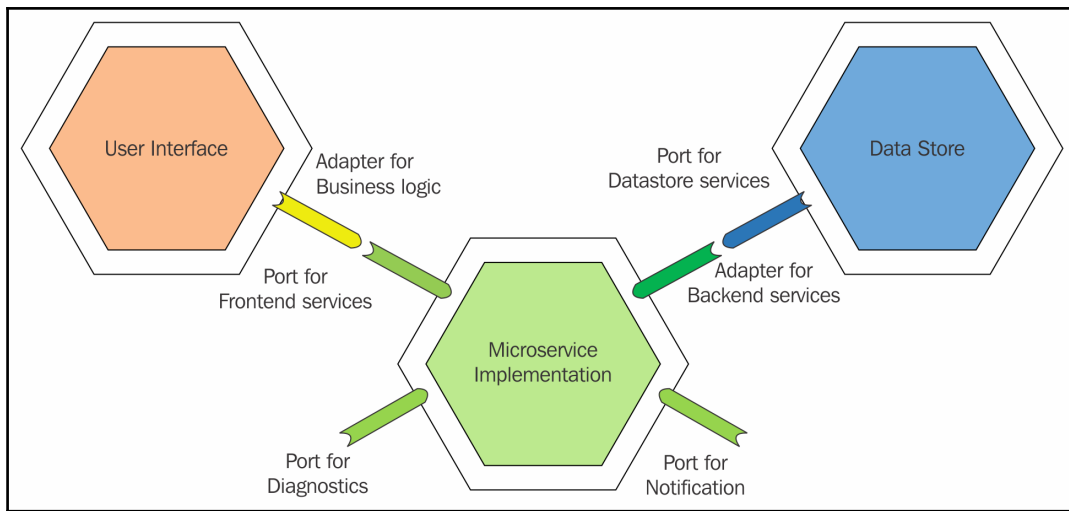 User Interface
Adapter for
Business logic
Port for
Datastore services
Data Store
Port for
Frontend services
Adapter for
Backend services
Microservice
Implementation
Port for
Diagnostics
Port for
Notification